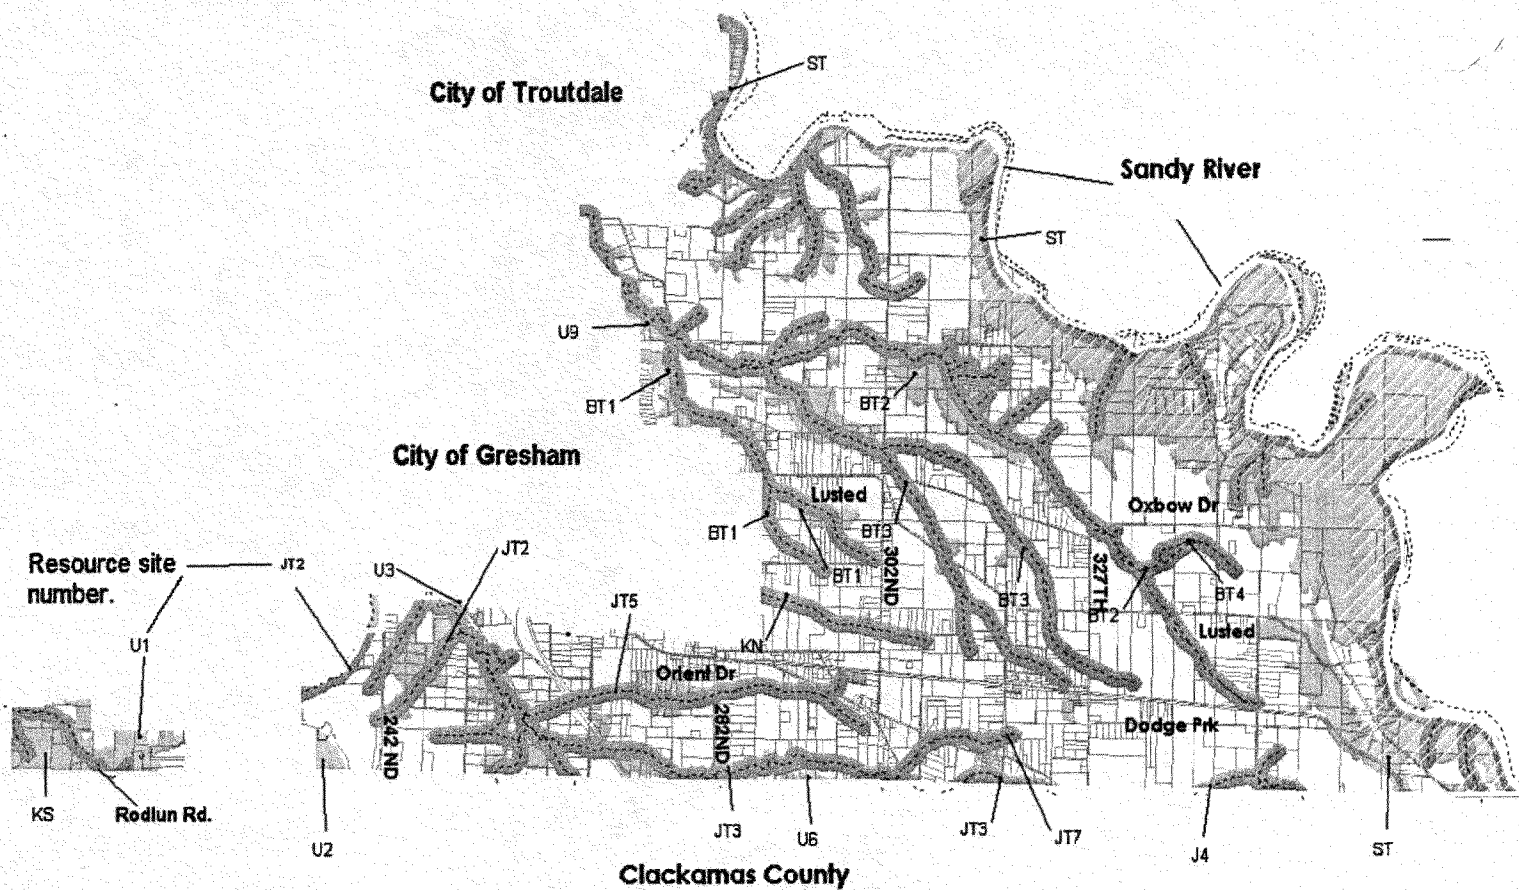 ST
City of Troutdale
Sandy River
ST
U9
BT1
BT2
City of Gresham
Lusted
Oxbow Dr
BT1
BT3
302ND
BT1
327TH
BT4
BT3
BT2
Lusted
Resource site
number.
JT2
U3
JT2
JT5
KN
Orient Dr
U1
242 ND
282ND
Dodge Prk
KS
Rodlun Rd.
U2
JT3
U6
JT3
JT7
J4
ST
Clackamas County